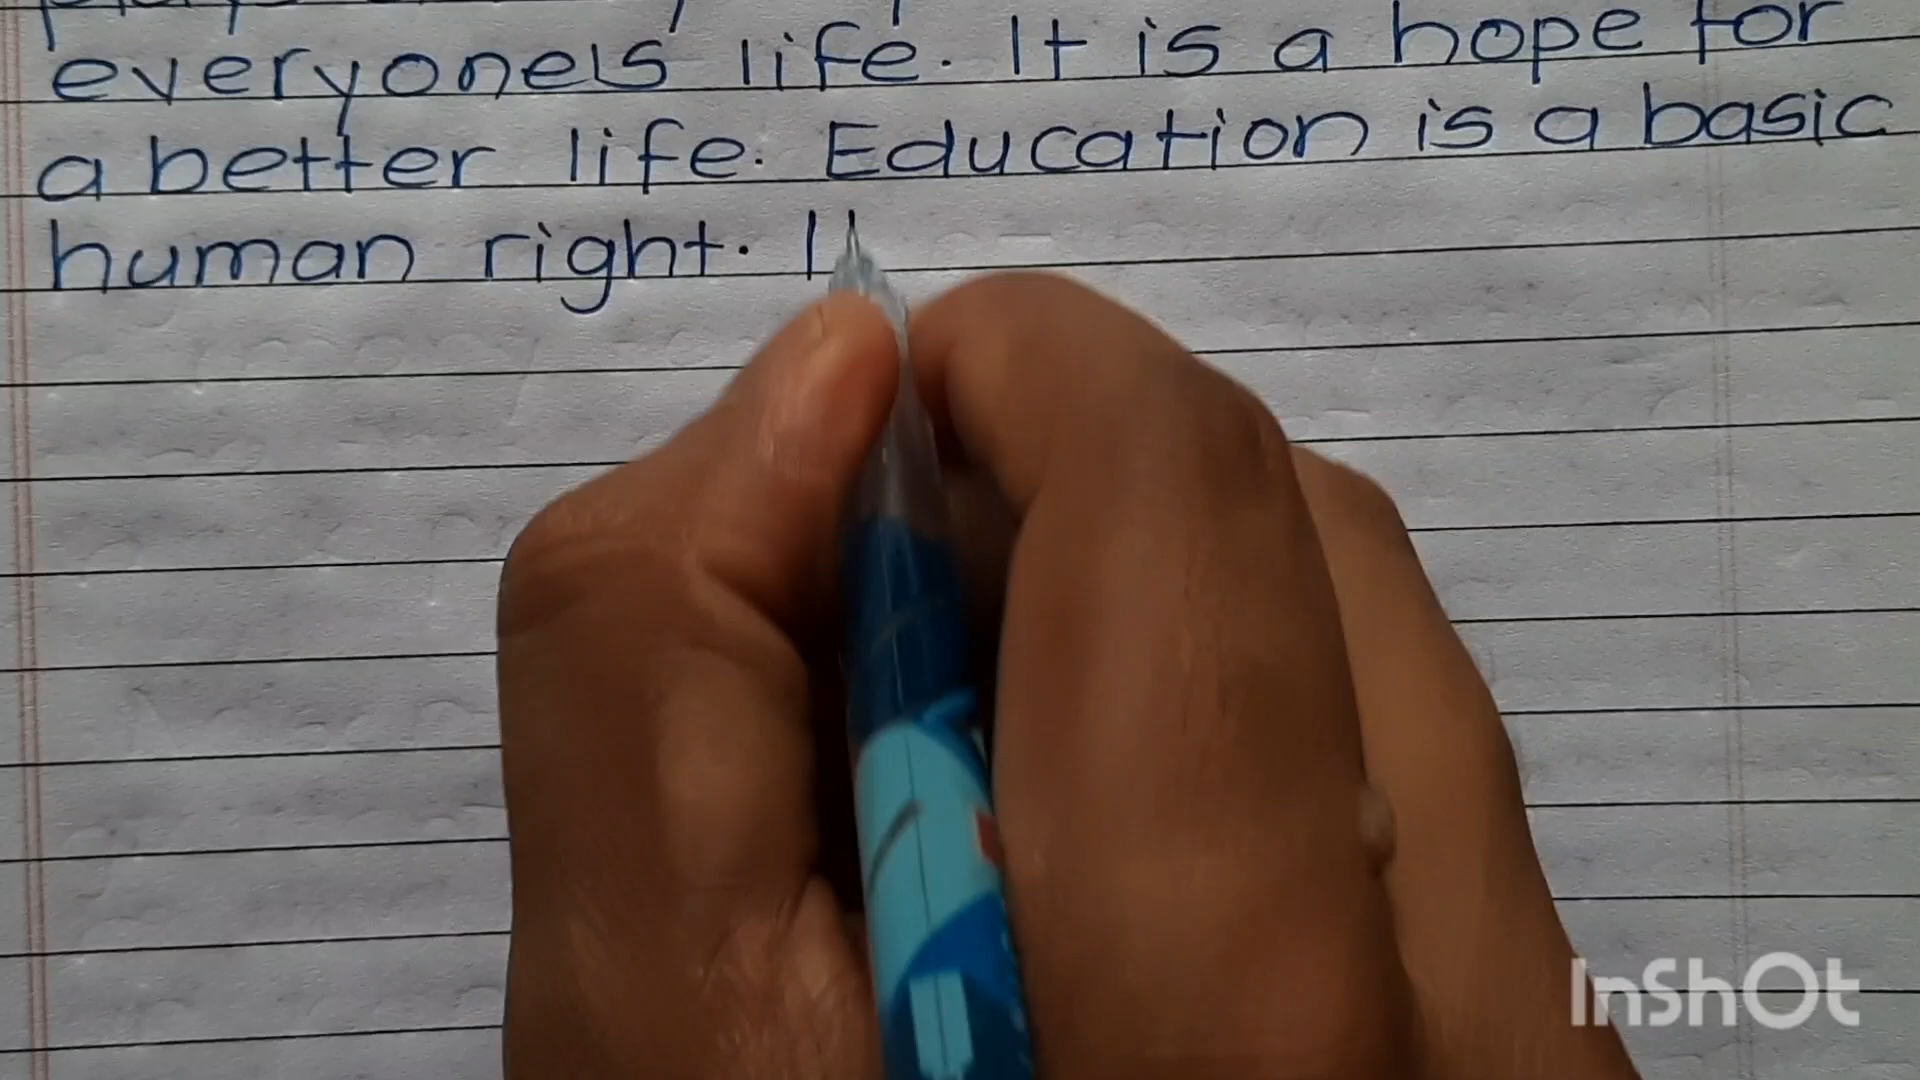 everyone's life. It is a hope for
a better life. Education is a basic
human right. I
InShOt